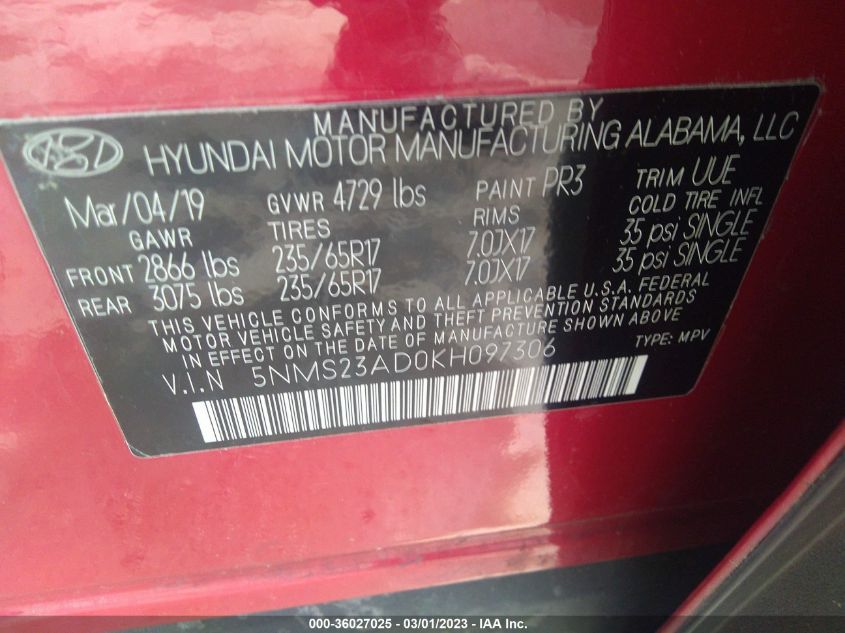 MANUFACTURED BY
HYUNDAI MOTOR MANUFACTURING ALABAMA, LLC
Mar/04/19 GVWR 4729 lbs PAINT PR3 TRIM UUE
GAWR TIRES RIMS COLD TIRE INFL
FRONT 2866 lbs 235/65R17 7.0JX17 35 psi SINGLE
REAR 3075 lbs 235/65R17 7.0JX17 35 psi SINGLE
THIS VEHICLE CONFORMS TO ALL APPLICABLE U.S.A. FEDERAL
MOTOR VEHICLE SAFETY AND THEFT PREVENTION STANDARDS
IN EFFECT ON THE DATE OF MANUFACTURE SHOWN ABOVE
V.I.N 5NMS23AD0KH097306 TYPE: MPV
000-36027025 - 03/01/2023 - IAA Inc.